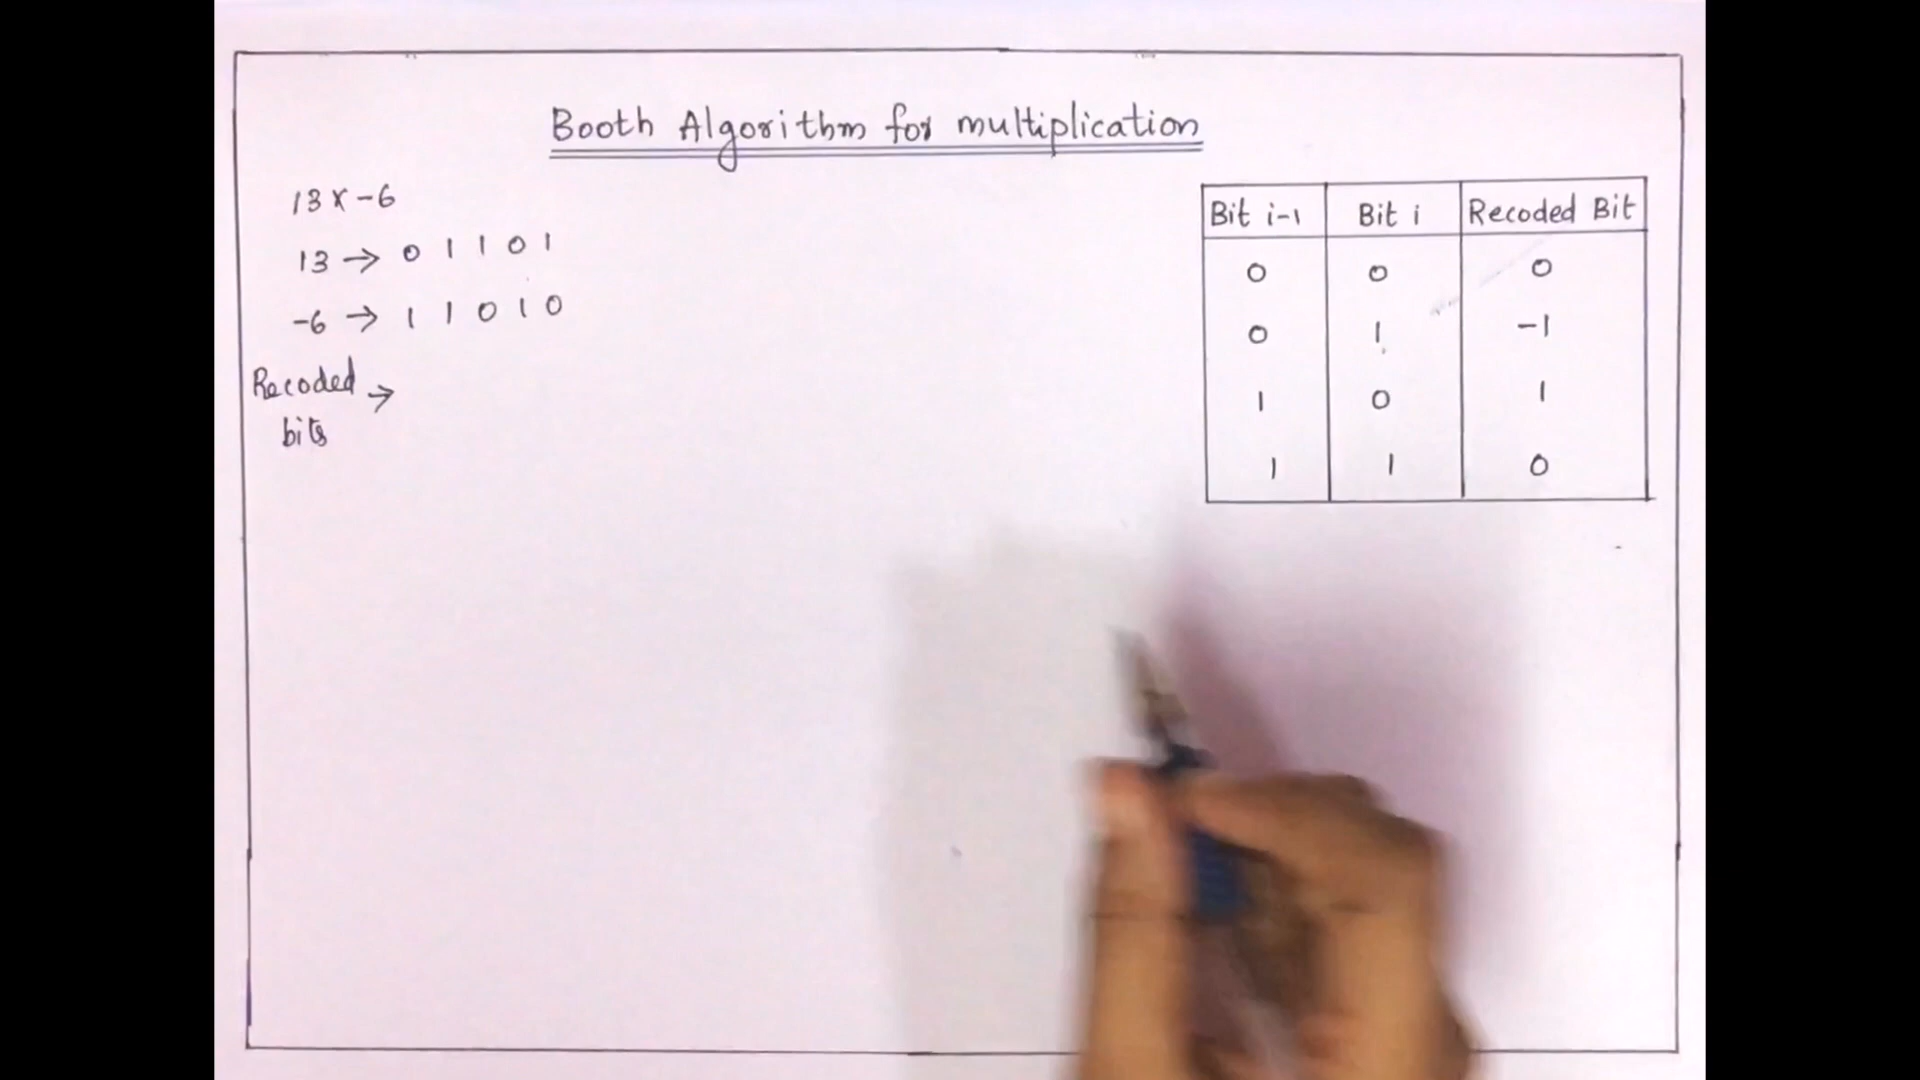 Booth Algorithm for multiplication
13 x -6
13 → 0 1 1 0 1
-6 → 1 1 0 1 0
Recoded →
bits
Bit i-1 Bit i Recoded Bit
0 0 0
0 1 -1
1 0 1
1 1 0